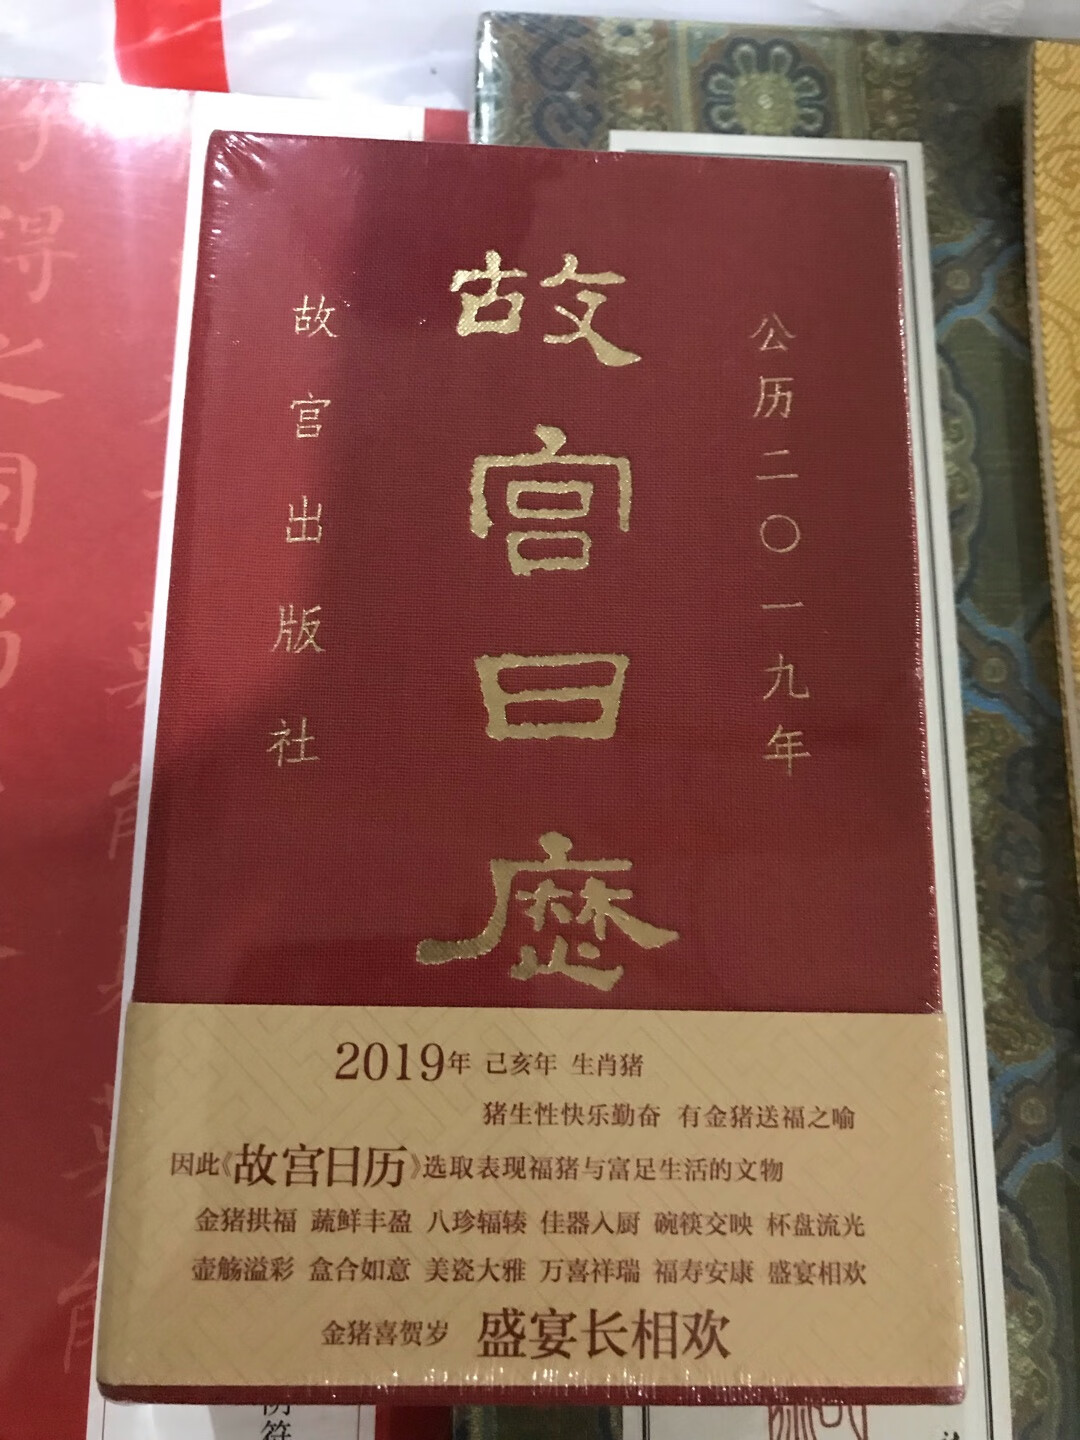 公历二〇一九年
故宫日历
故宫出版社
2019年 己亥年 生肖猪
猪生性快乐勤奋 有金猪送福之喻
因此《故宫日历》选取表现福猪与富足生活的文物
金猪拱福 蔬鲜丰盈 八珍辐辏 佳器入厨 碗筷交映 杯盘流光
壶觞溢彩 盒合如意 美瓷大雅 万喜祥瑞 福寿安康 盛宴相欢
金猪喜贺岁 盛宴长相欢